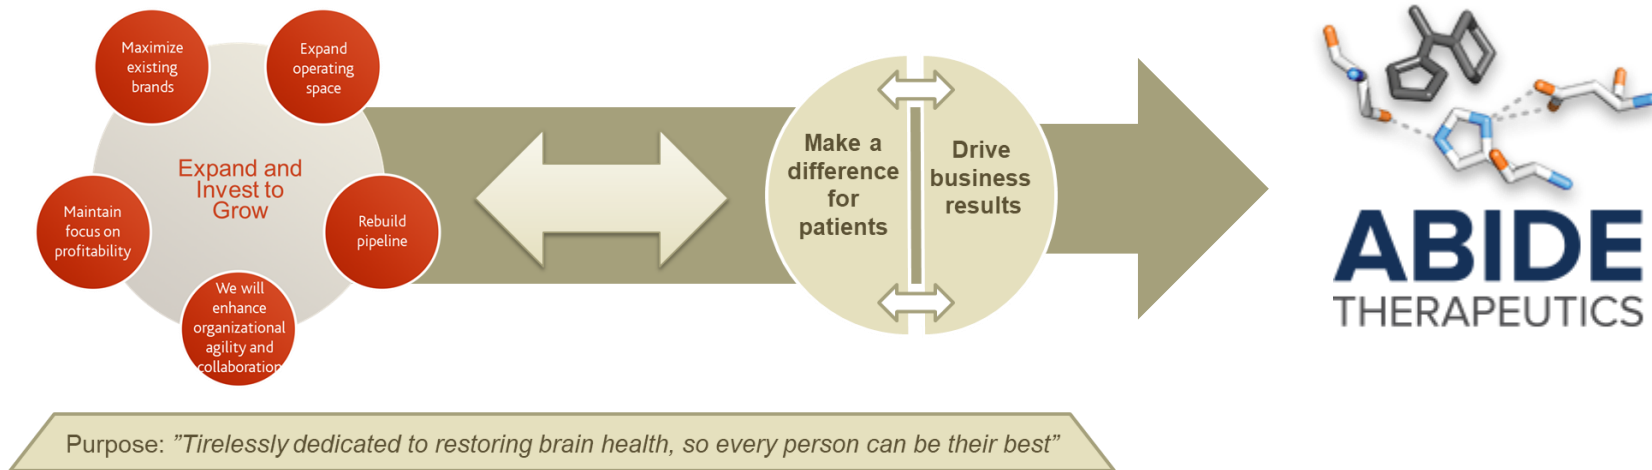 Maximize
existing
brands
Expand
operating
space
Expand and
Invest to
Grow
Maintain
focus on
profitability
Rebuild
pipeline
We will
enhance
organizational
agility and
collaboration
Make a
difference
for
patients
Drive
business
results
ABIDE
THERAPEUTICS
Purpose: ”Tirelessly dedicated to restoring brain health, so every person can be their best”